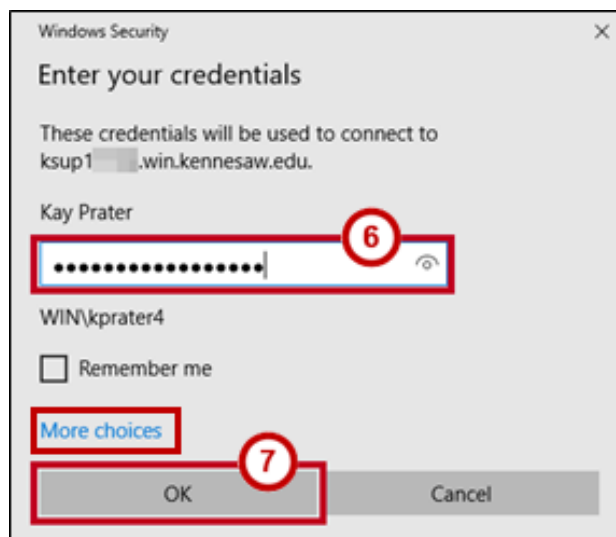 Windows Security
Enter your credentials
These credentials will be used to connect to
ksup1 .win.kennesaw.edu.
Kay Prater
6
WIN\kprater4
Remember me
More choices
7
OK Cancel